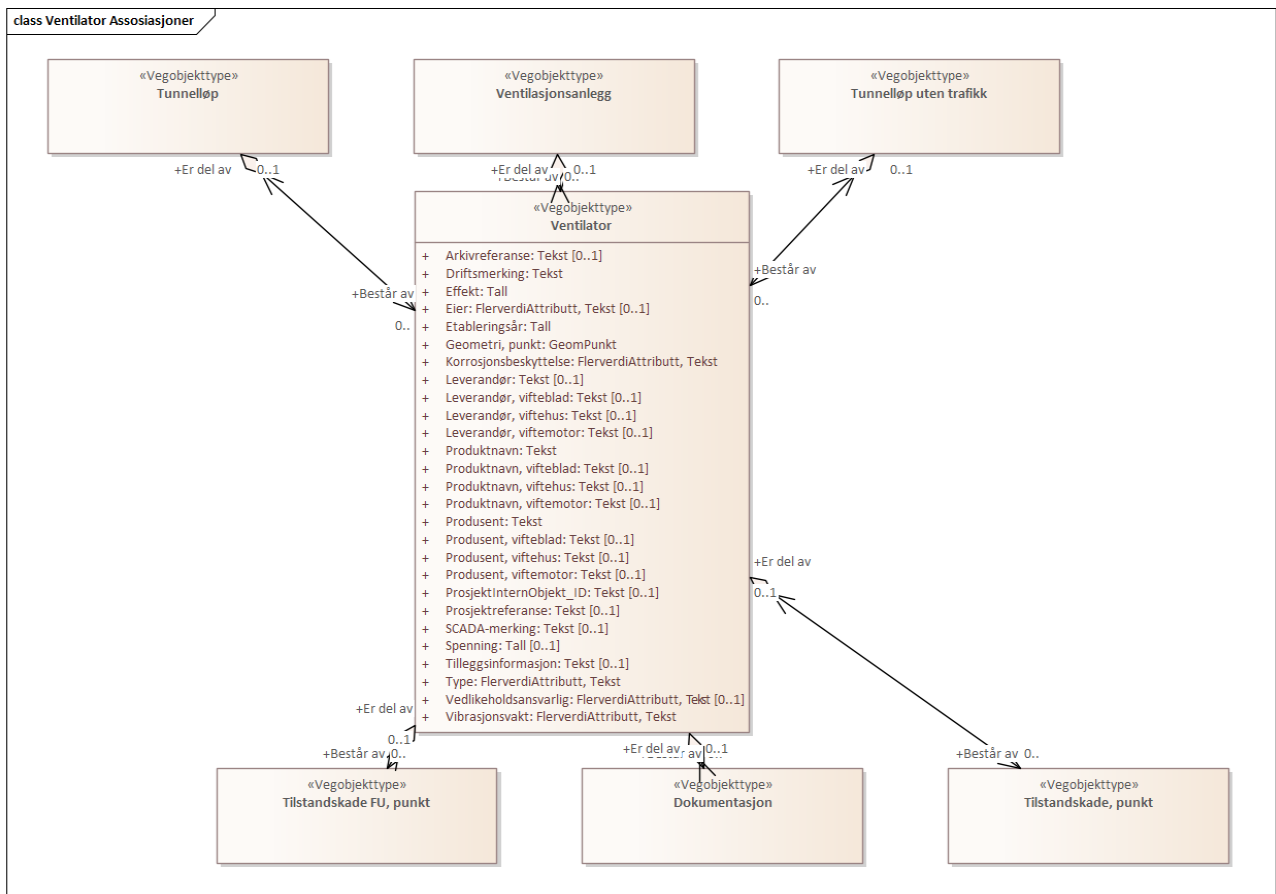 class Ventilator Assosiasjoner
«Vegobjekttype»
Tunnelløp
«Vegobjekttype»
Ventilasjonsanlegg
«Vegobjekttype»
Tunnelløp uten trafikk
+Er del av
0..1
+Er del av
0..1
+Består av
0..
+Er del av
0..1
«Vegobjekttype»
Ventilator
+ Arkivreferanse: Tekst [0..1]
+ Driftsmerking: Tekst
+ Effekt: Tall
+ Eier: FlerverdiAttributt, Tekst [0..1]
+ Etableringsår: Tall
+ Geometri, punkt: GeomPunkt
+ Korrosjonsbeskyttelse: FlerverdiAttributt, Tekst
+ Leverandør: Tekst [0..1]
+ Leverandør, vifteblad: Tekst [0..1]
+ Leverandør, viftehus: Tekst [0..1]
+ Leverandør, viftemotor: Tekst [0..1]
+ Produktnavn: Tekst
+ Produktnavn, vifteblad: Tekst [0..1]
+ Produktnavn, viftehus: Tekst [0..1]
+ Produktnavn, viftemotor: Tekst [0..1]
+ Produsent: Tekst
+ Produsent, vifteblad: Tekst [0..1]
+ Produsent, viftehus: Tekst [0..1]
+ Produsent, viftemotor: Tekst [0..1]
+ ProsjektInternObjekt_ID: Tekst [0..1]
+ Prosjektreferanse: Tekst [0..1]
+ SCADA-merking: Tekst [0..1]
+ Spenning: Tall [0..1]
+ Tilleggsinformasjon: Tekst [0..1]
+ Type: FlerverdiAttributt, Tekst
+ Vedlikeholdsansvarlig: FlerverdiAttributt, Tekst [0..1]
+ Vibrasjonsvakt: FlerverdiAttributt, Tekst
+Består av
0..
+Består av
0..
+Er del av
0..1
+Er del av
0..1
+Består av
0..
+Er del av
0..1
av
+Består av
0..
«Vegobjekttype»
Tilstandskade FU, punkt
«Vegobjekttype»
Dokumentasjon
«Vegobjekttype»
Tilstandskade, punkt